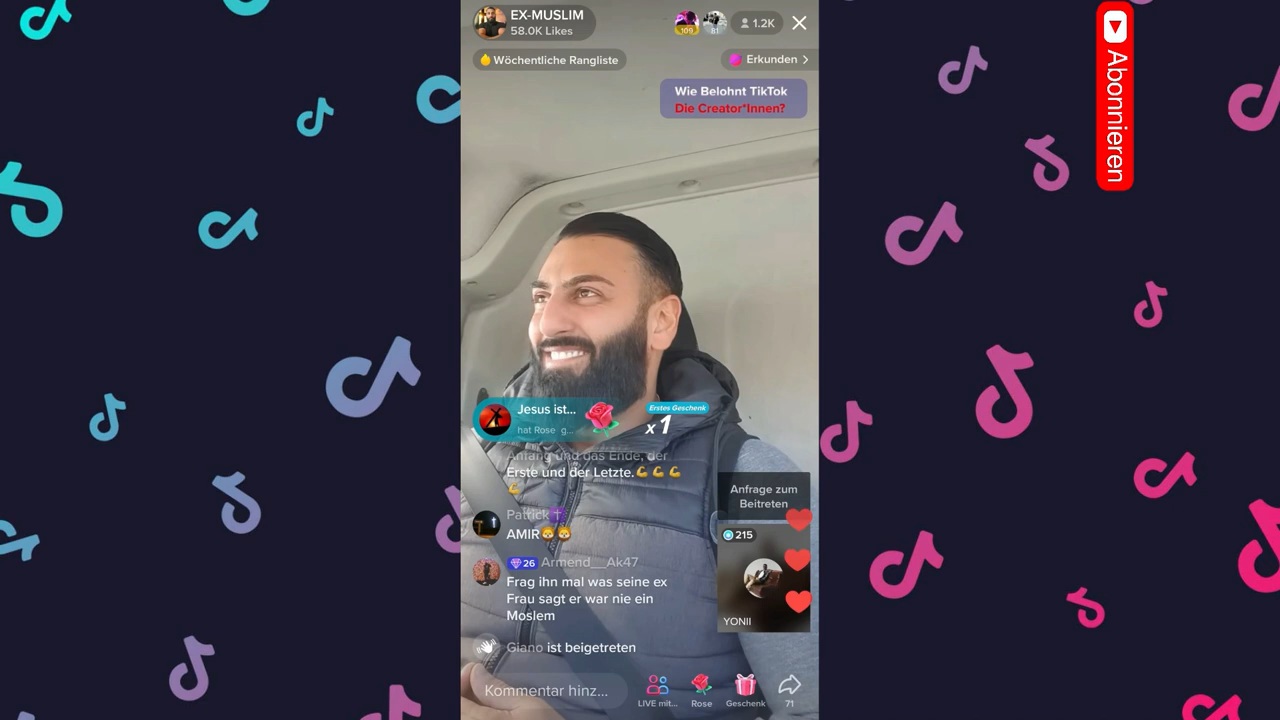 EX-MUSLIM
58.0K Likes
109
81
1.2K
Wöchentliche Rangliste
Erkunden
Wie Belohnt TikTok
Die Creator*Innen?
Abonnieren
Jesus ist...
hat Rose g...
Erstes Geschenk
x 1
Anfang und das Ende, der
Erste und der Letzte.💪💪💪
💪
Patrick✝️
AMIR🦁🦁
26 Armend__Ak47
Frag ihn mal was seine ex
Frau sagt er war nie ein
Moslem
Giano ist beigetreten
Anfrage zum
Beitreten
215
YONII
Kommentar hinz...
LIVE mit...
Rose
Geschenk
71